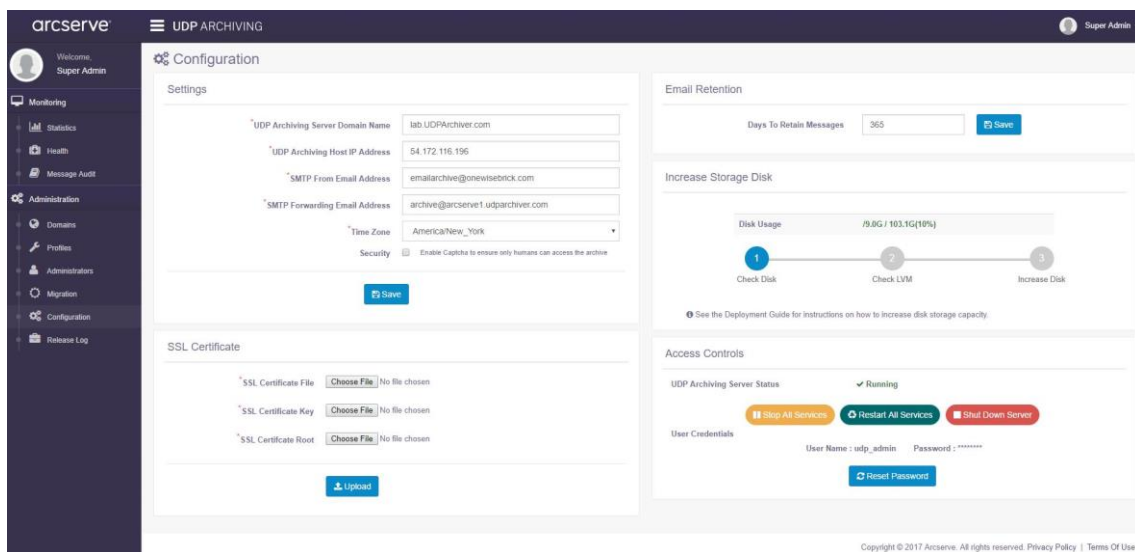 arcserve®
UDP ARCHIVING
Super Admin
Welcome,
Super Admin
Monitoring
Statistics
Health
Message Audit
Administration
Domains
Profiles
Administrators
Migration
Configuration
Release Log
Configuration
Settings
*UDP Archiving Server Domain Name lab.UDPArchiver.com
*UDP Archiving Host IP Address 54.172.116.196
*SMTP From Email Address emailarchive@onewisebrick.com
*SMTP Forwarding Email Address archive@arcserve1.udparchiver.com
*Time Zone America/New_York
Security Enable Captcha to ensure only humans can access the archive
Save
SSL Certificate
*SSL Certificate File Choose File No file chosen
*SSL Certificate Key Choose File No file chosen
*SSL Certifcate Root Choose File No file chosen
Upload
Email Retention
Days To Retain Messages 365 Save
Increase Storage Disk
Disk Usage /9.0G / 103.1G(10%)
1 2 3
Check Disk Check LVM Increase Disk
See the Deployment Guide for instructions on how to increase disk storage capacity.
Access Controls
UDP Archiving Server Status Running
Stop All Services Restart All Services Shut Down Server
User Credentials
User Name : udp_admin Password : ********
Reset Password
Copyright © 2017 Arcserve. All rights reserved. Privacy Policy | Terms Of Use